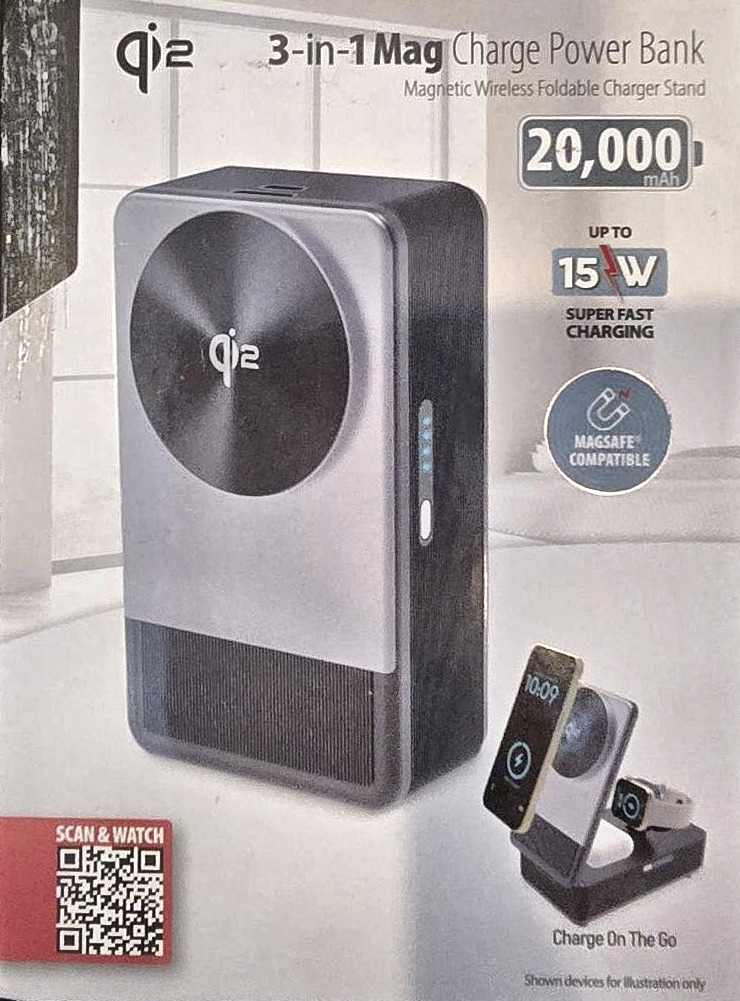 qi2
3-in-1 Mag Charge Power Bank
Magnetic Wireless Foldable Charger Stand
20,000
mAh
UP TO
15 W
SUPER FAST
CHARGING
qi2
MAGSAFE®
COMPATIBLE
10:09
SCAN & WATCH
Charge On The Go
Shown devices for illustration only